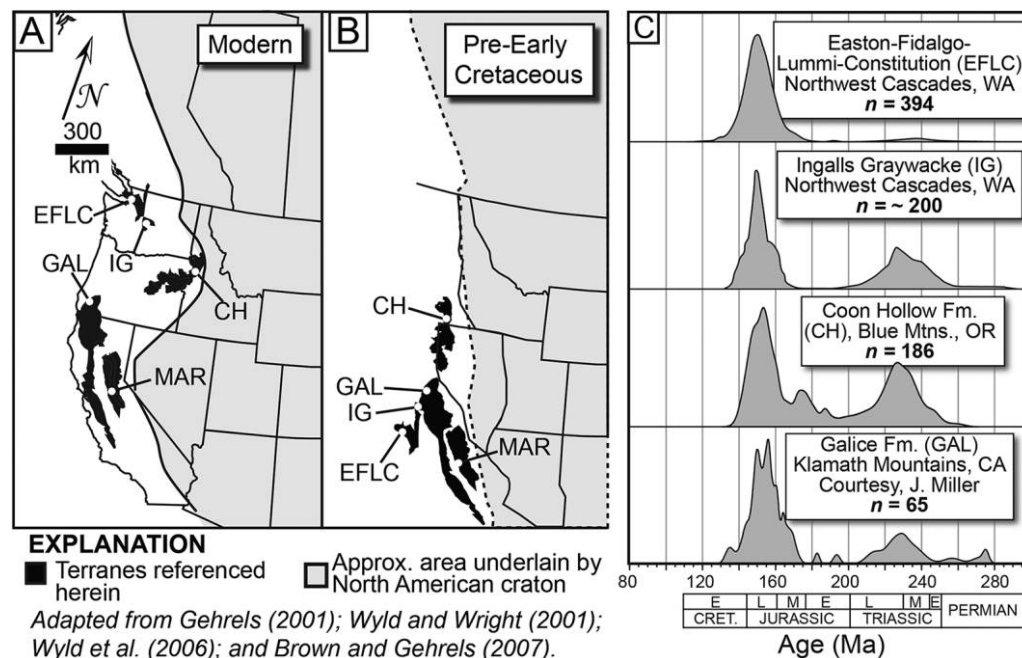 A
Modern
N
300
km
EFLC
IG
GAL
CH
MAR
B
Pre-Early
Cretaceous
CH
GAL
IG
EFLC
MAR
EXPLANATION
Terranes referenced
herein
Approx. area underlain by
North American craton
Adapted from Gehrels (2001); Wyld and Wright (2001);
Wyld et al. (2006); and Brown and Gehrels (2007).
C
Easton-Fidalgo-
Lummi-Constitution (EFLC)
Northwest Cascades, WA
n = 394
Ingalls Graywacke (IG)
Northwest Cascades, WA
n = ~ 200
Coon Hollow Fm.
(CH), Blue Mtns., OR
n = 186
Galice Fm. (GAL)
Klamath Mountains, CA
Courtesy, J. Miller
n = 65
80 120 160 200 240 280
E L M E L M E PERMIAN
CRET. JURASSIC TRIASSIC
Age (Ma)